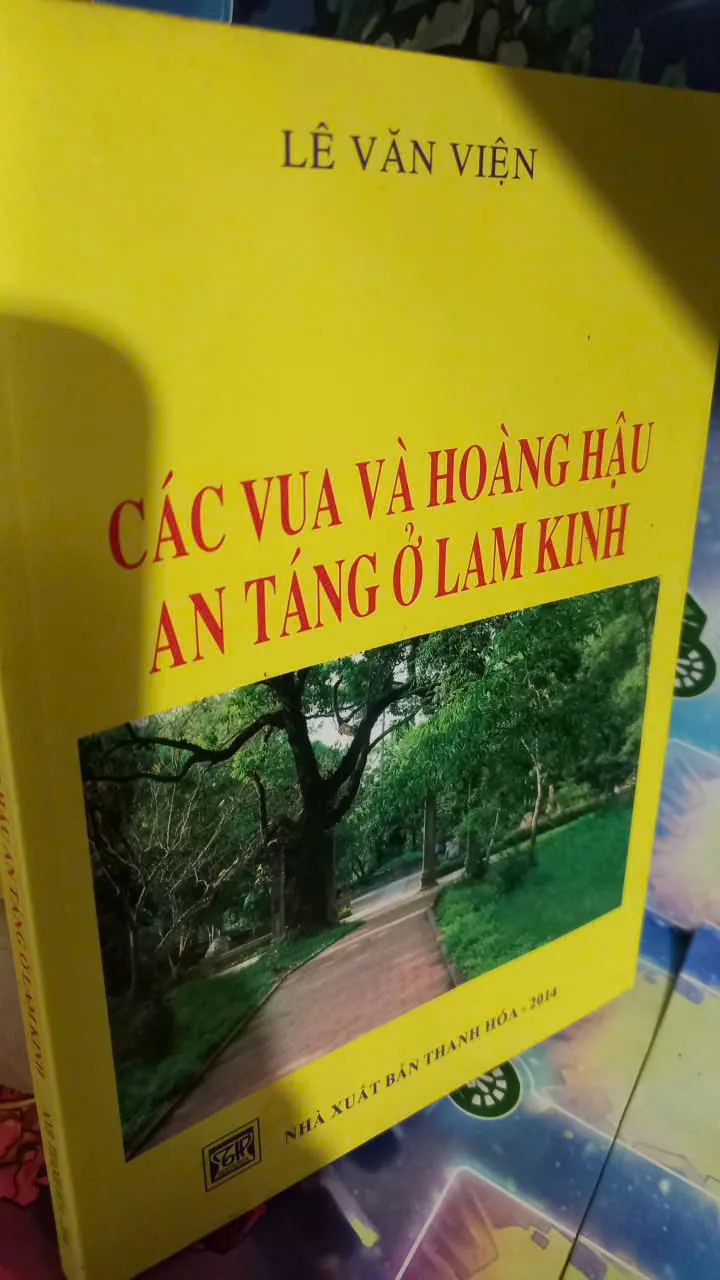 LÊ VĂN VIỆN
CÁC VUA VÀ HOÀNG HẬU
AN TÁNG Ở LAM KINH
NHÀ XUẤT BẢN THANH HÓA - 2014